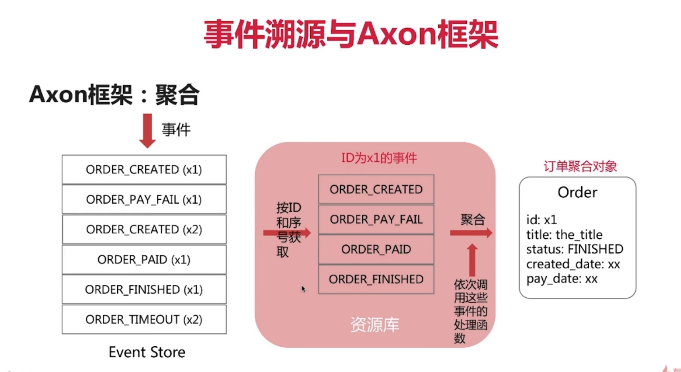 事件溯源与Axon框架
Axon框架：聚合
事件
ORDER_CREATED (x1)
ORDER_PAY_FAIL (x1)
ORDER_CREATED (x2)
ORDER_PAID (x1)
ORDER_FINISHED (x1)
ORDER_TIMEOUT (x2)
Event Store
按ID
和序
号获
取
ID为x1的事件
ORDER_CREATED
ORDER_PAY_FAIL
ORDER_PAID
ORDER_FINISHED
资源库
聚合
依次调
用这些
事件的
处理函
数
订单聚合对象
Order
id: x1
title: the_title
status: FINISHED
created_date: xx
pay_date: xx